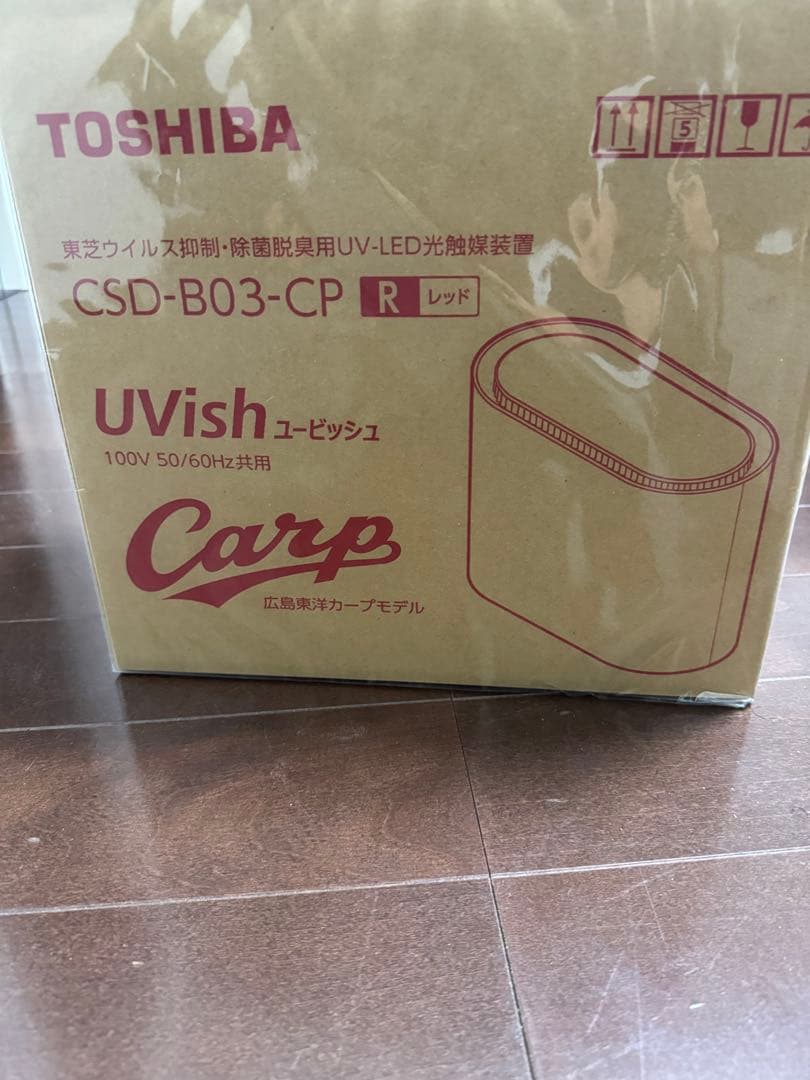 TOSHIBA
5
東芝ウイルス抑制・除菌脱臭用UV-LED光触媒装置
CSD-B03-CP R レッド
UVish ユービッシュ
100V 50/60Hz共用
Carp
広島東洋カープモデル